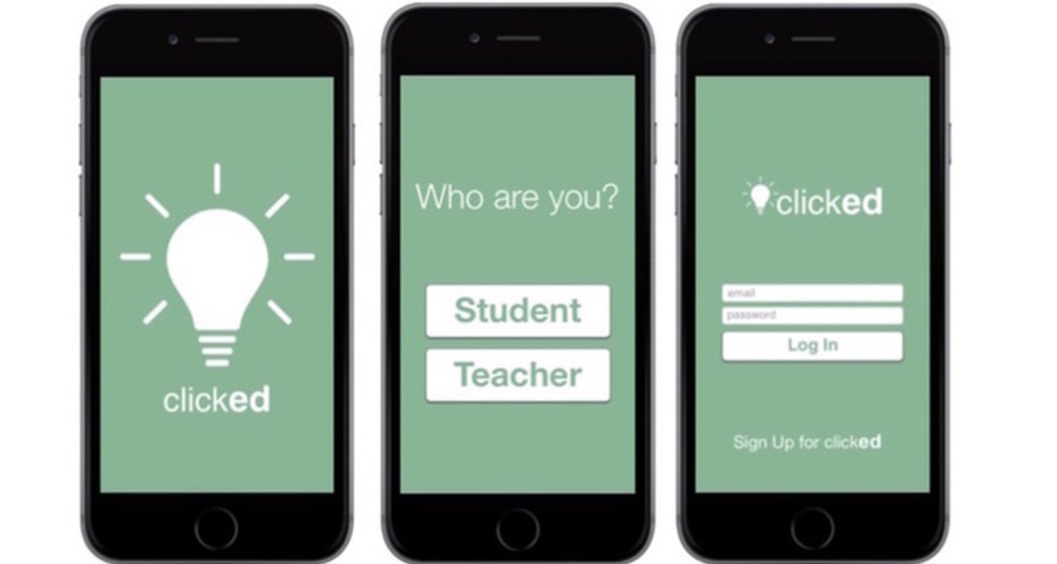 clicked
Who are you?
Student
Teacher
clicked
email
password
Log In
Sign Up for clicked